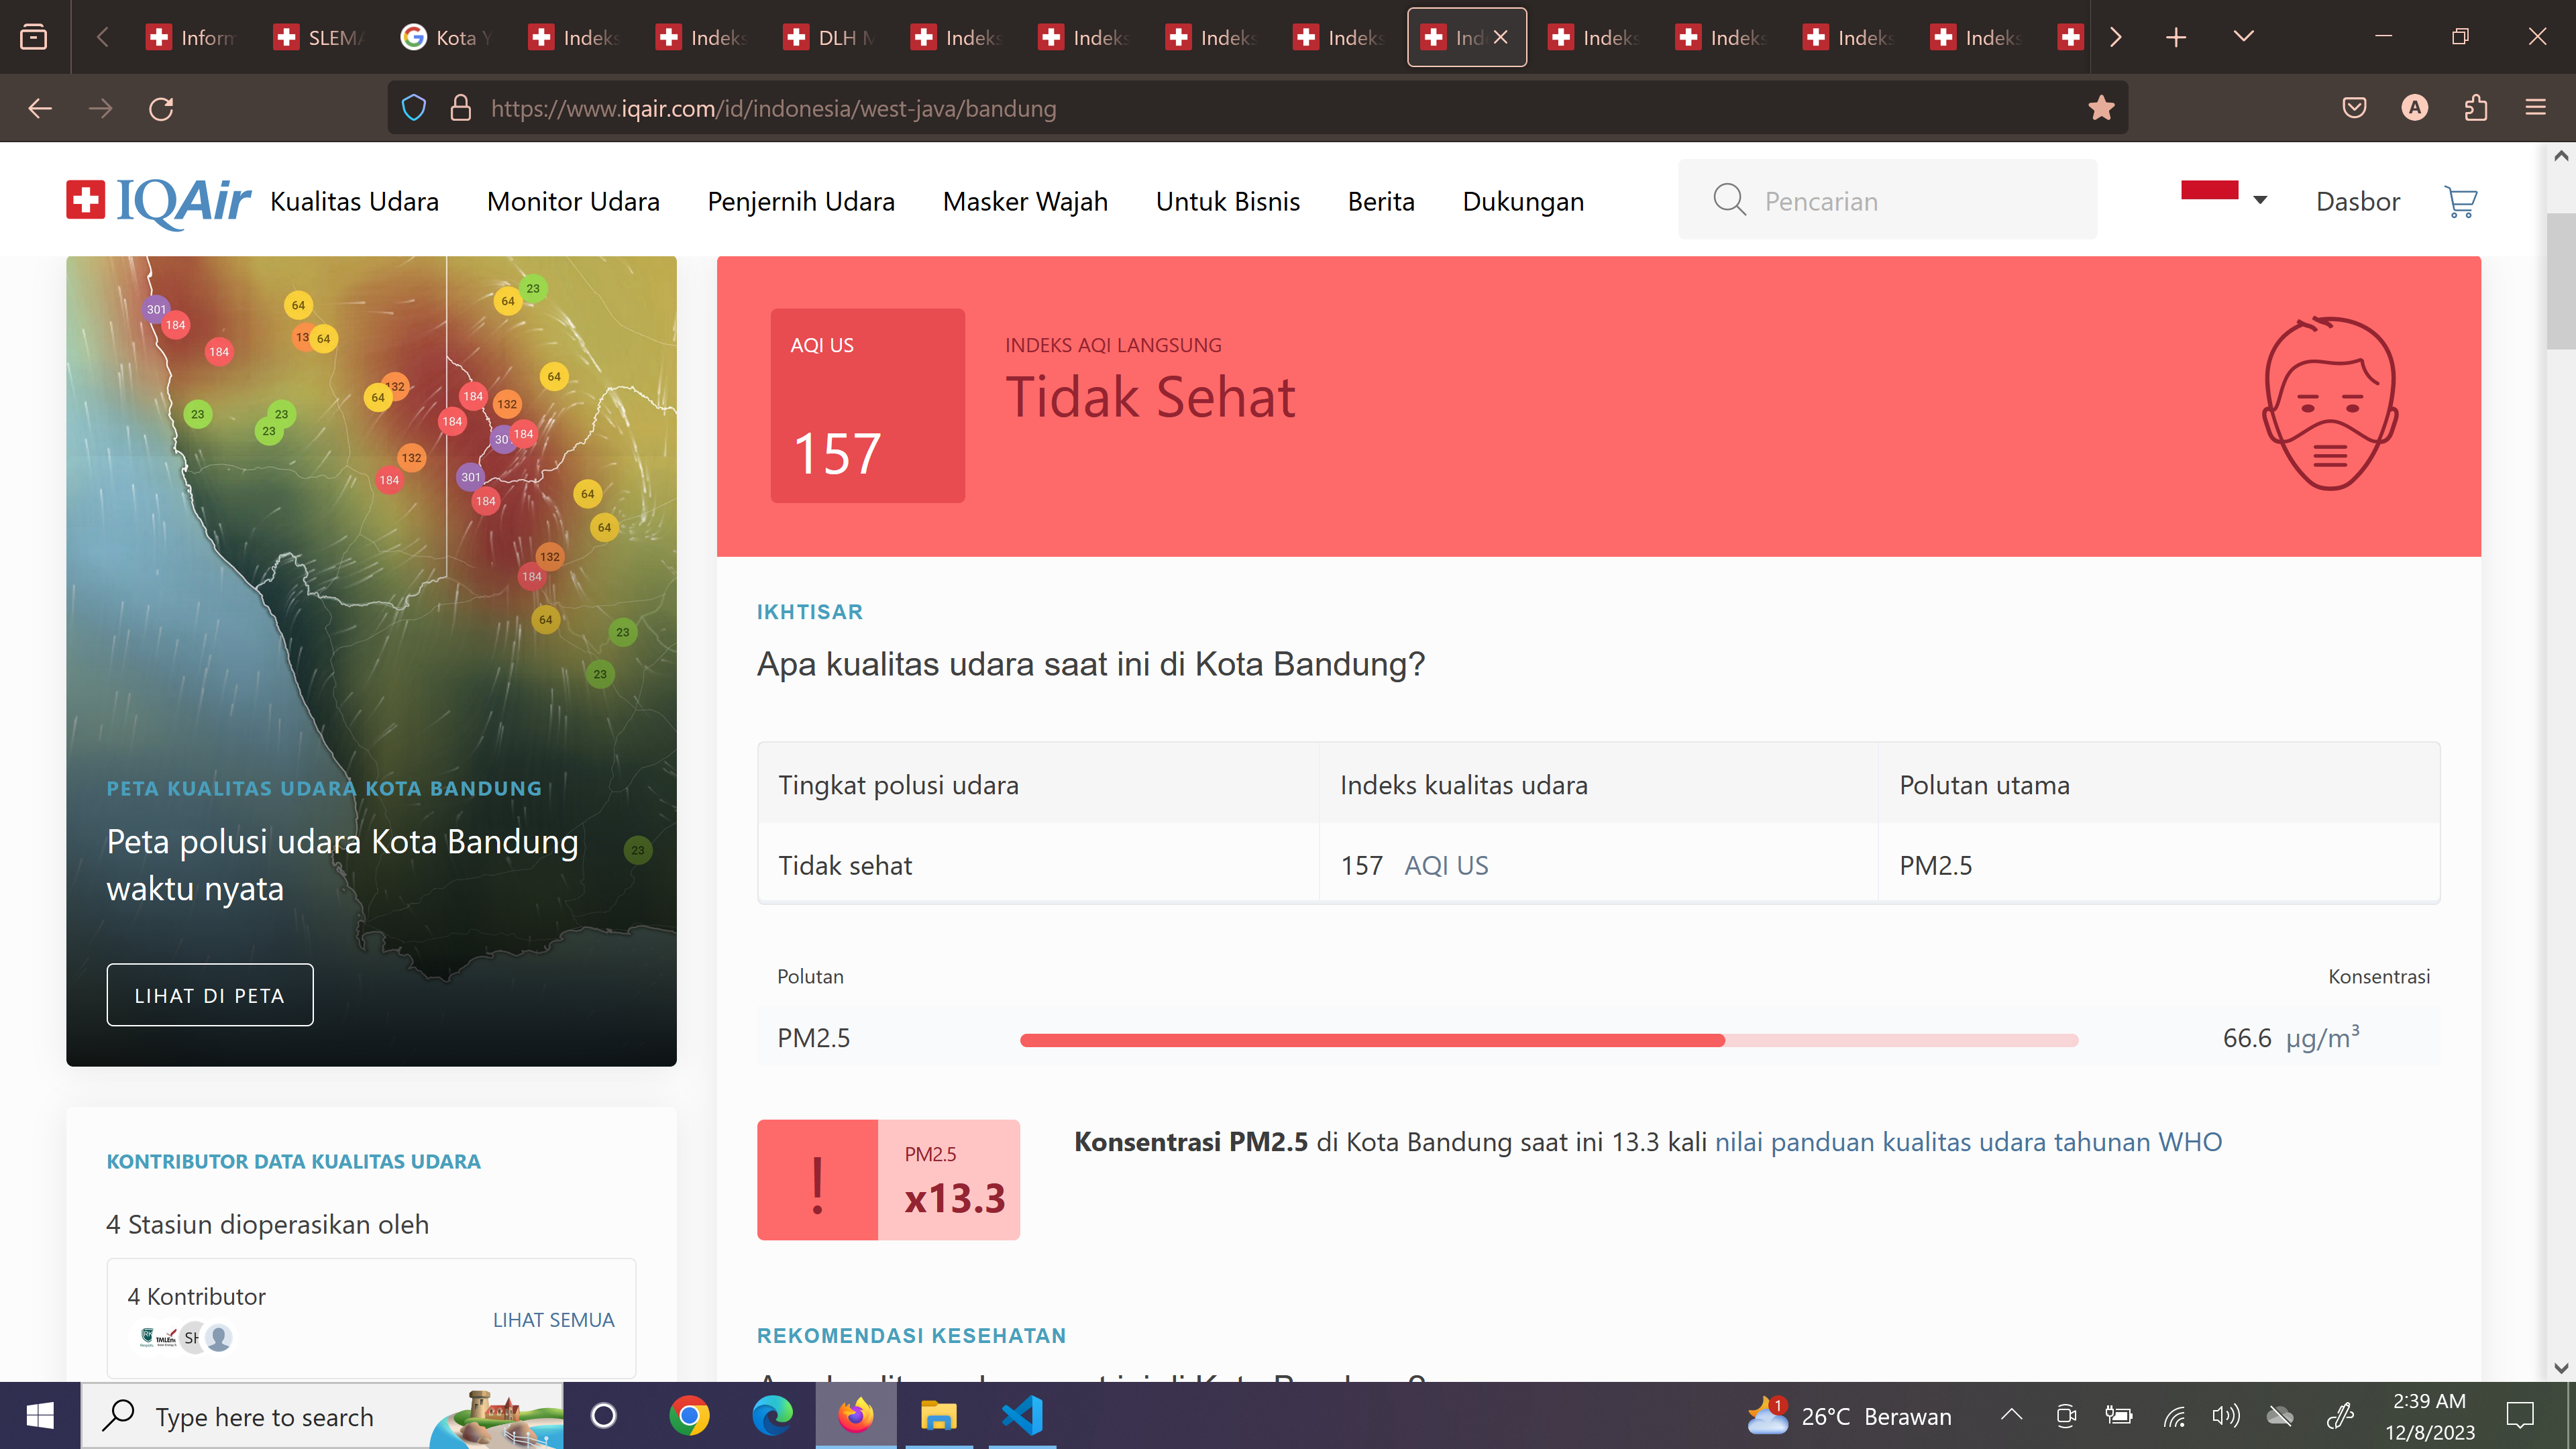 Inform
SLEMA
Kota Y
Indeks
Indeks
DLH M
Indeks
Indeks
Indeks
Indeks
Ind
Indeks
Indeks
Indeks
Indeks
https://www.iqair.com/id/indonesia/west-java/bandung
A
IQAir
Kualitas Udara
Monitor Udara
Penjernih Udara
Masker Wajah
Untuk Bisnis
Berita
Dukungan
Pencarian
Dasbor
301
184
184
64
64
64
23
132
64
64
23
23
23
184
132
184
184
132
184
301
184
64
64
132
184
64
23
23
23
PETA KUALITAS UDARA KOTA BANDUNG
Peta polusi udara Kota Bandung
waktu nyata
LIHAT DI PETA
KONTRIBUTOR DATA KUALITAS UDARA
4 Stasiun dioperasikan oleh
4 Kontributor
SH
LIHAT SEMUA
AQI US
157
INDEKS AQI LANGSUNG
Tidak Sehat
IKHTISAR
Apa kualitas udara saat ini di Kota Bandung?
Tingkat polusi udara
Indeks kualitas udara
Polutan utama
Tidak sehat
157 AQI US
PM2.5
Polutan
Konsentrasi
PM2.5
66.6 µg/m³
!
PM2.5
x13.3
Konsentrasi PM2.5 di Kota Bandung saat ini 13.3 kali nilai panduan kualitas udara tahunan WHO
REKOMENDASI KESEHATAN
Type here to search
1
26°C Berawan
2:39 AM
12/8/2023